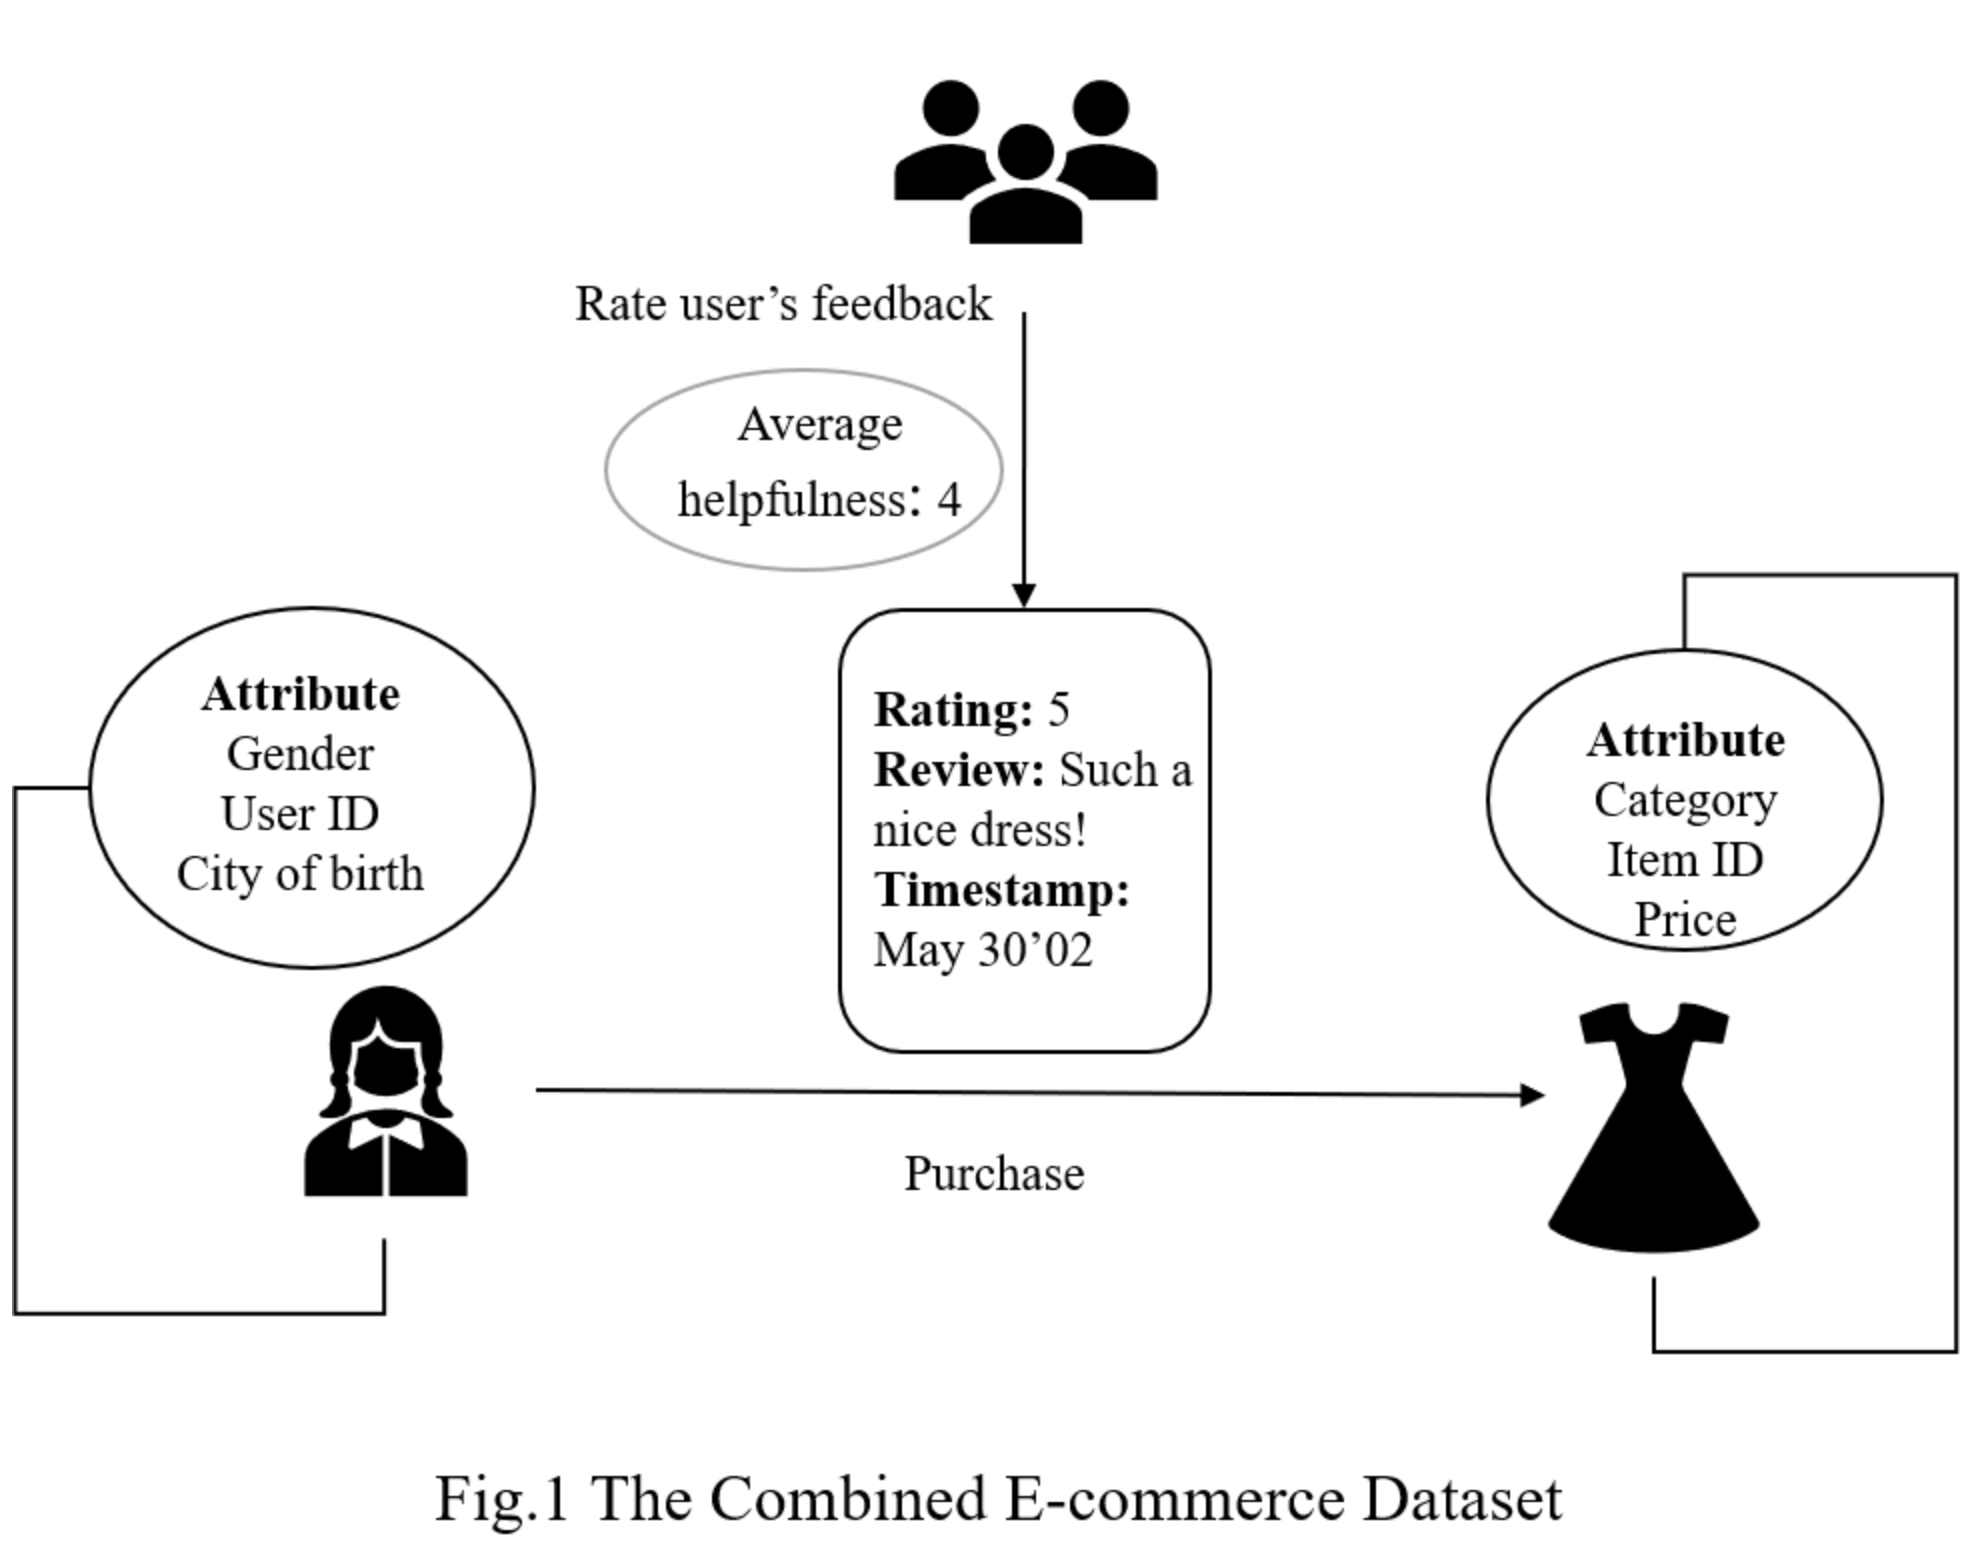 Rate user’s feedback
Average
helpfulness: 4
Attribute
Gender
User ID
City of birth
Rating: 5
Review: Such a
nice dress!
Timestamp:
May 30’02
Attribute
Category
Item ID
Price
Purchase
Fig.1 The Combined E-commerce Dataset